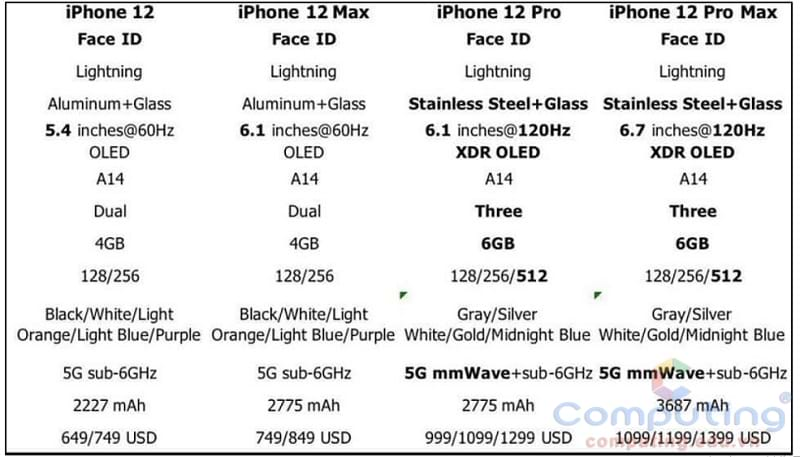 iPhone 12 iPhone 12 Max iPhone 12 Pro iPhone 12 Pro Max
Face ID Face ID Face ID Face ID
Lightning Lightning Lightning Lightning
Aluminum+Glass Aluminum+Glass Stainless Steel+Glass Stainless Steel+Glass
5.4 inches@60Hz 6.1 inches@60Hz 6.1 inches@120Hz 6.7 inches@120Hz
OLED OLED XDR OLED XDR OLED
A14 A14 A14 A14
Dual Dual Three Three
4GB 4GB 6GB 6GB
128/256 128/256 128/256/512 128/256/512
Black/White/Light Black/White/Light Gray/Silver Gray/Silver
Orange/Light Blue/Purple Orange/Light Blue/Purple White/Gold/Midnight Blue White/Gold/Midnight Blue
5G sub-6GHz 5G sub-6GHz 5G mmWave+sub-6GHz 5G mmWave+sub-6GHz
2227 mAh 2775 mAh 2775 mAh 3687 mAh
Computing
649/749 USD 749/849 USD 999/1099/1299 USD 1099/1199/1399 USD
computing.edu.vn